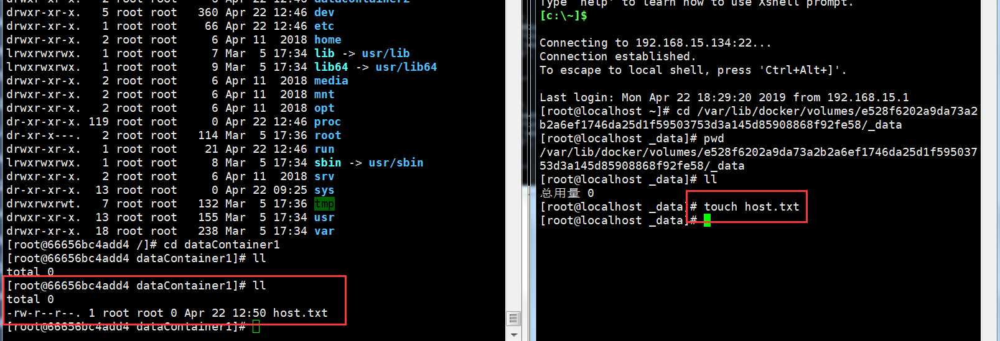 drwxr-xr-x. 2 root root 6 Apr 22 12:46 datacontainer2
drwxr-xr-x. 5 root root 360 Apr 22 12:46 dev
drwxr-xr-x. 1 root root 66 Apr 22 12:46 etc
drwxr-xr-x. 2 root root 6 Apr 11 2018 home
lrwxrwxrwx. 1 root root 7 Mar 5 17:34 lib -> usr/lib
lrwxrwxrwx. 1 root root 9 Mar 5 17:34 lib64 -> usr/lib64
drwxr-xr-x. 2 root root 6 Apr 11 2018 media
drwxr-xr-x. 2 root root 6 Apr 11 2018 mnt
drwxr-xr-x. 2 root root 6 Apr 11 2018 opt
dr-xr-xr-x. 119 root root 0 Apr 22 12:46 proc
dr-xr-x---. 2 root root 114 Mar 5 17:36 root
drwxr-xr-x. 1 root root 21 Apr 22 12:46 run
lrwxrwxrwx. 1 root root 8 Mar 5 17:34 sbin -> usr/sbin
drwxr-xr-x. 2 root root 6 Apr 11 2018 srv
dr-xr-xr-x. 13 root root 0 Apr 22 09:25 sys
drwxrwxrwt. 7 root root 132 Mar 5 17:36 tmp
drwxr-xr-x. 13 root root 155 Mar 5 17:34 usr
drwxr-xr-x. 18 root root 238 Mar 5 17:34 var
[root@66656bc4add4 /]# cd dataContainer1
[root@66656bc4add4 dataContainer1]# ll
total 0
[root@66656bc4add4 dataContainer1]# ll
total 0
-rw-r--r--. 1 root root 0 Apr 22 12:50 host.txt
[root@66656bc4add4 dataContainer1]#
Type `help' to learn how to use Xshell prompt.
[c:\~]$
Connecting to 192.168.15.134:22...
Connection established.
To escape to local shell, press 'Ctrl+Alt+]'.
Last login: Mon Apr 22 18:29:20 2019 from 192.168.15.1
[root@localhost ~]# cd /var/lib/docker/volumes/e528f6202a9da73a2
b2a6ef1746da25d1f59503753d3a145d85908868f92fe58/_data
[root@localhost _data]# pwd
/var/lib/docker/volumes/e528f6202a9da73a2b2a6ef1746da25d1f595037
53d3a145d85908868f92fe58/_data
[root@localhost _data]# ll
总用量 0
[root@localhost _data]# touch host.txt
[root@localhost _data]#